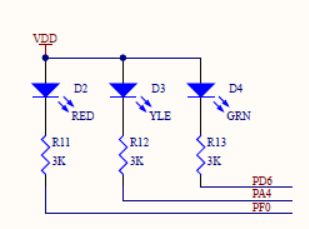 VDD
D2 D3 D4
RED YLE GRN
R11 R12 R13
3K 3K 3K
PD6
PA4
PF0